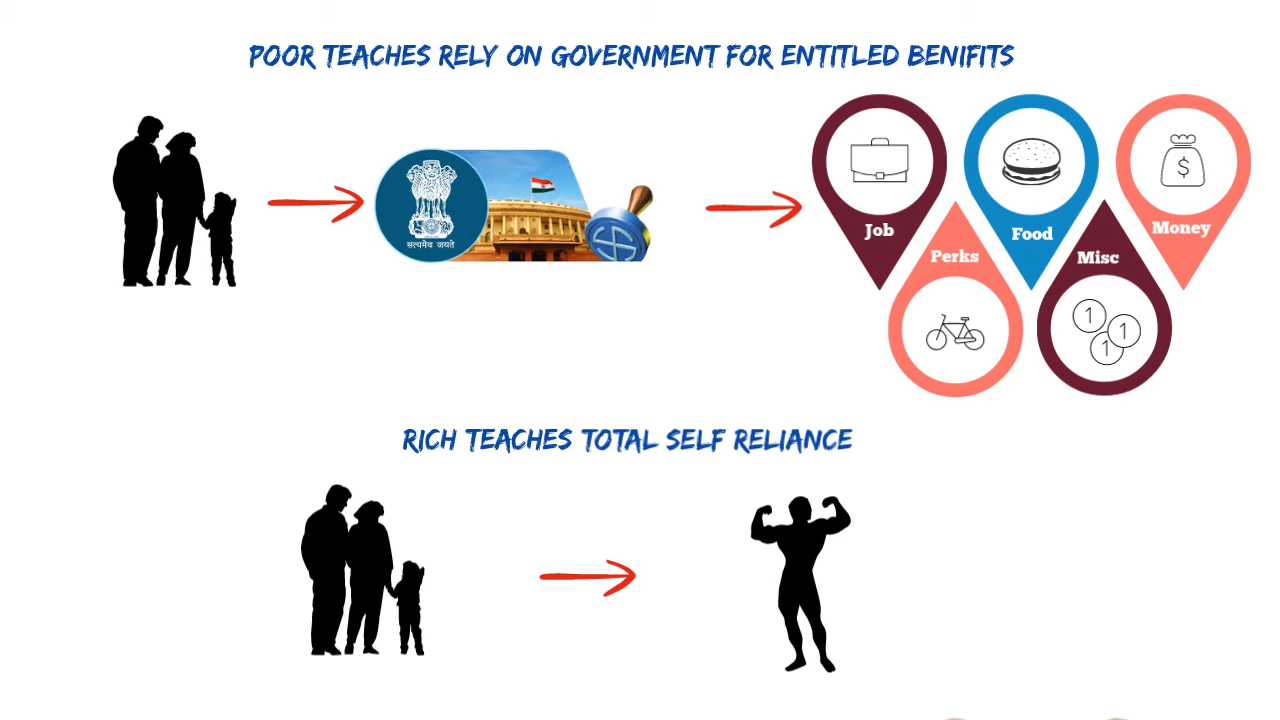 POOR TEACHES RELY ON GOVERNMENT FOR ENTITLED BENIFITS
सत्यमेव जयते
Job
Food
Money
Perks
Misc
$
1
1
1
RICH TEACHES TOTAL SELF RELIANCE